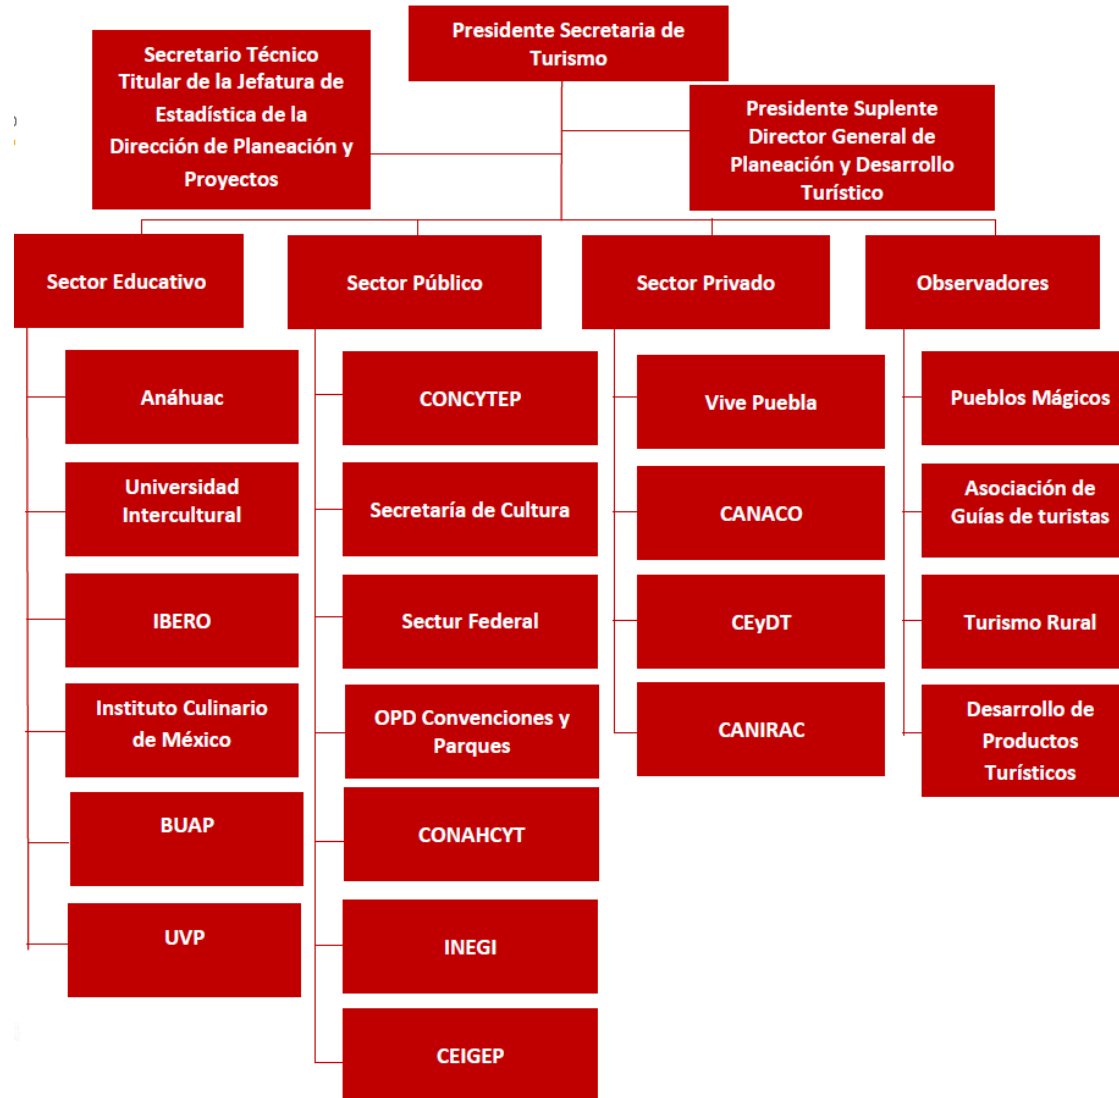 Presidente Secretaria de
Turismo
Secretario Técnico
Titular de la Jefatura de
Estadística de la
Dirección de Planeación y
Proyectos
Presidente Suplente
Director General de
Planeación y Desarrollo
Turístico
Sector Educativo
Sector Público
Sector Privado
Observadores
Anáhuac
Universidad
Intercultural
IBERO
Instituto Culinario
de México
BUAP
UVP
CONCYTEP
Secretaría de Cultura
Sectur Federal
OPD Convenciones y
Parques
CONAHCYT
INEGI
CEIGEP
Vive Puebla
CANACO
CEyDT
CANIRAC
Pueblos Mágicos
Asociación de
Guías de turistas
Turismo Rural
Desarrollo de
Productos
Turísticos